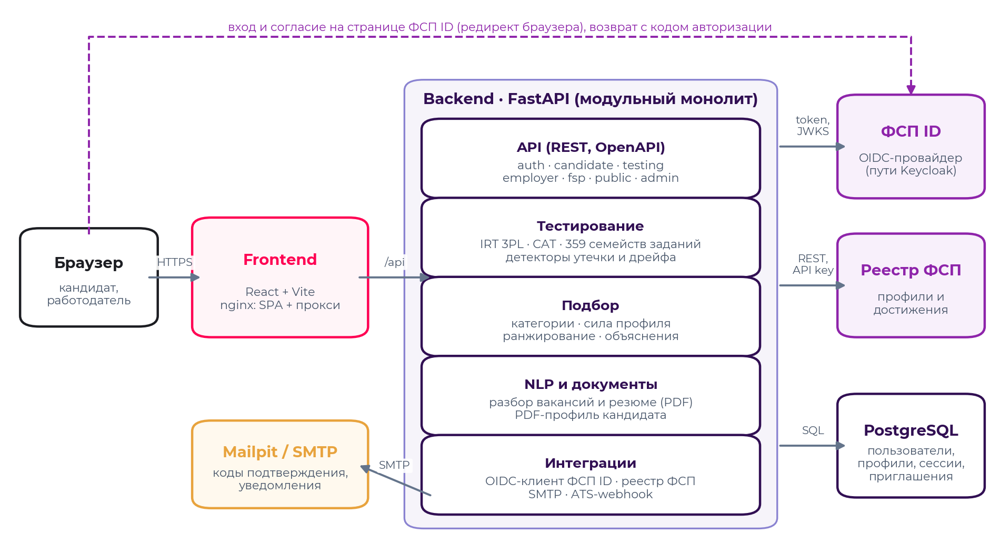 вход и согласие на странице ФСП ID (редирект браузера), возврат с кодом авторизации
Браузер
кандидат,
работодатель
HTTPS
Frontend
React + Vite
nginx: SPA + прокси
/api
Mailpit / SMTP
коды подтверждения,
уведомления
SMTP
Backend · FastAPI (модульный монолит)
API (REST, OpenAPI)
auth · candidate · testing
employer · fsp · public · admin
Тестирование
IRT 3PL · CAT · 359 семейств заданий
детекторы утечки и дрейфа
Подбор
категории · сила профиля
ранжирование · объяснения
NLP и документы
разбор вакансий и резюме (PDF)
PDF-профиль кандидата
Интеграции
OIDC-клиент ФСП ID · реестр ФСП
SMTP · ATS-webhook
token,
JWKS
ФСП ID
OIDC-провайдер
(пути Keycloak)
REST,
API key
Реестр ФСП
профили и
достижения
SQL
PostgreSQL
пользователи,
профили, сессии,
приглашения